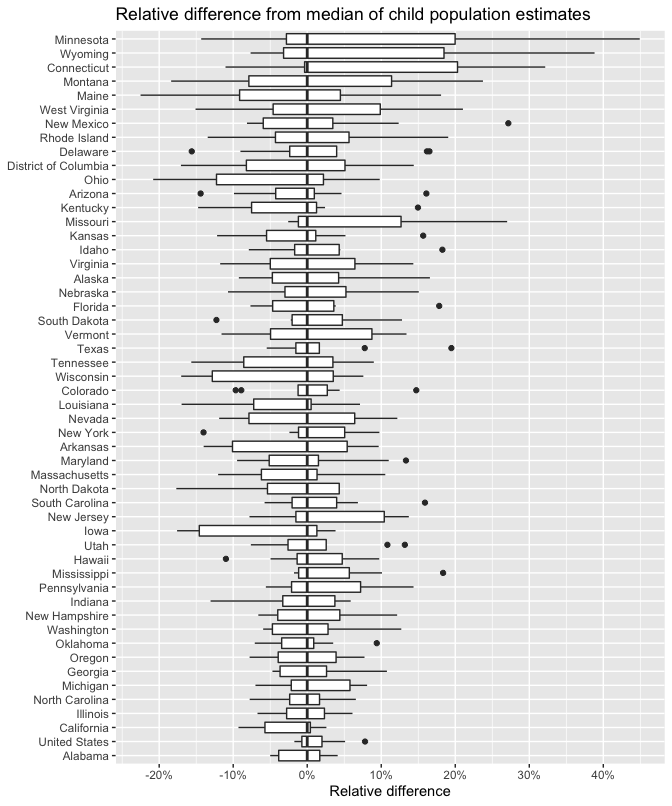 Relative difference from median of child population estimates
Minnesota
Wyoming
Connecticut
Montana
Maine
West Virginia
New Mexico
Rhode Island
Delaware
District of Columbia
Ohio
Arizona
Kentucky
Missouri
Kansas
Idaho
Virginia
Alaska
Nebraska
Florida
South Dakota
Vermont
Texas
Tennessee
Wisconsin
Colorado
Louisiana
Nevada
New York
Arkansas
Maryland
Massachusetts
North Dakota
South Carolina
New Jersey
Iowa
Utah
Hawaii
Mississippi
Pennsylvania
Indiana
New Hampshire
Washington
Oklahoma
Oregon
Georgia
Michigan
North Carolina
Illinois
California
United States
Alabama
-20% -10% 0% 10% 20% 30% 40%
Relative difference